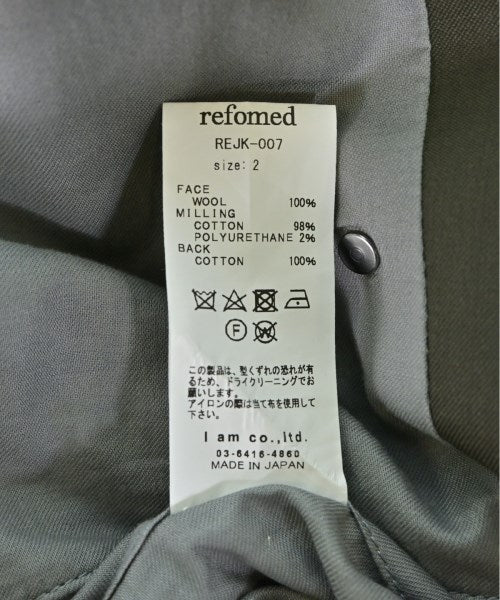 refomed
REJK-007
size: 2
FACE
WOOL 100%
MILLING
COTTON 98%
POLYURETHANE 2%
BACK
COTTON 100%
F W
この製品は、型くずれの恐れが有
るため、ドライクリーニングでお
願いします。
アイロンの際は当て布を使用して
下さい。
I am co.,ltd.
03-6416-4860
MADE IN JAPAN